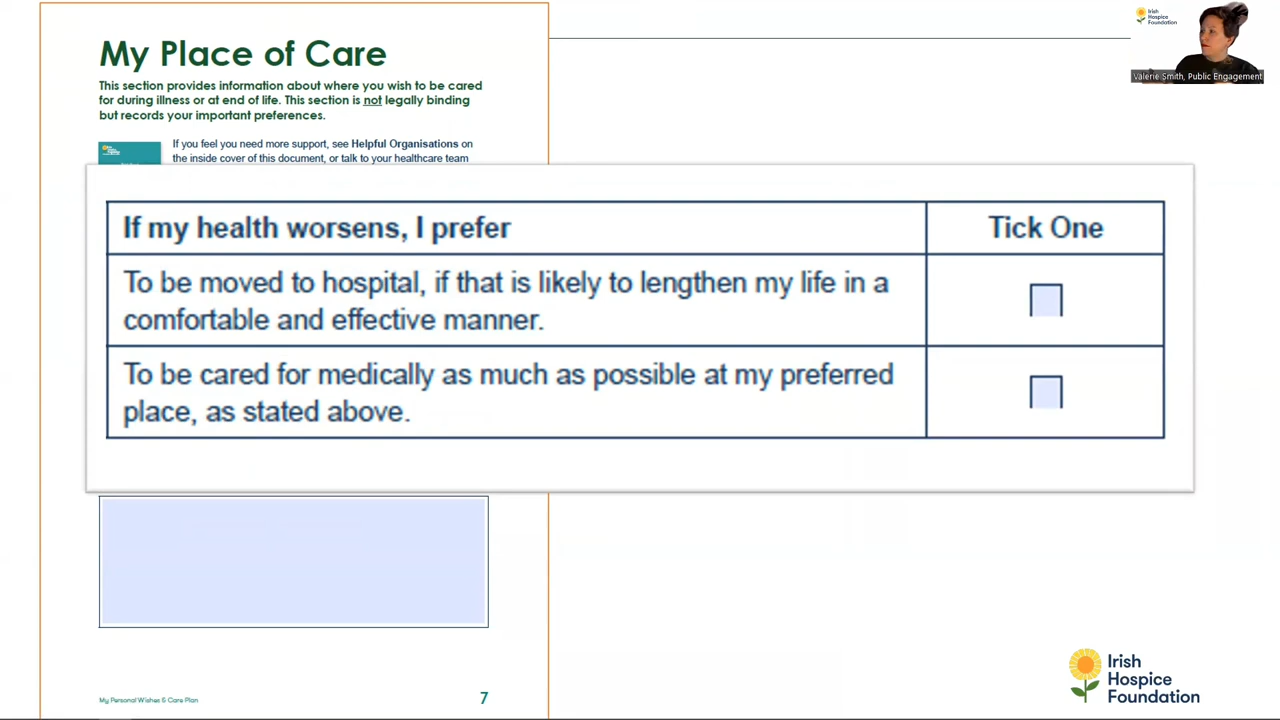 My Place of Care
This section provides information about where you wish to be cared
for during illness or at end of life. This section is not legally binding
but records your important preferences.
If you feel you need more support, see Helpful Organisations on
the inside cover of this document, or talk to your healthcare team
Irish
Hospice
Foundation
Valerie Smith, Public Engagement
If my health worsens, I prefer
Tick One
To be moved to hospital, if that is likely to lengthen my life in a
comfortable and effective manner.
To be cared for medically as much as possible at my preferred
place, as stated above.
My Personal Wishes & Care Plan
7
Irish
Hospice
Foundation